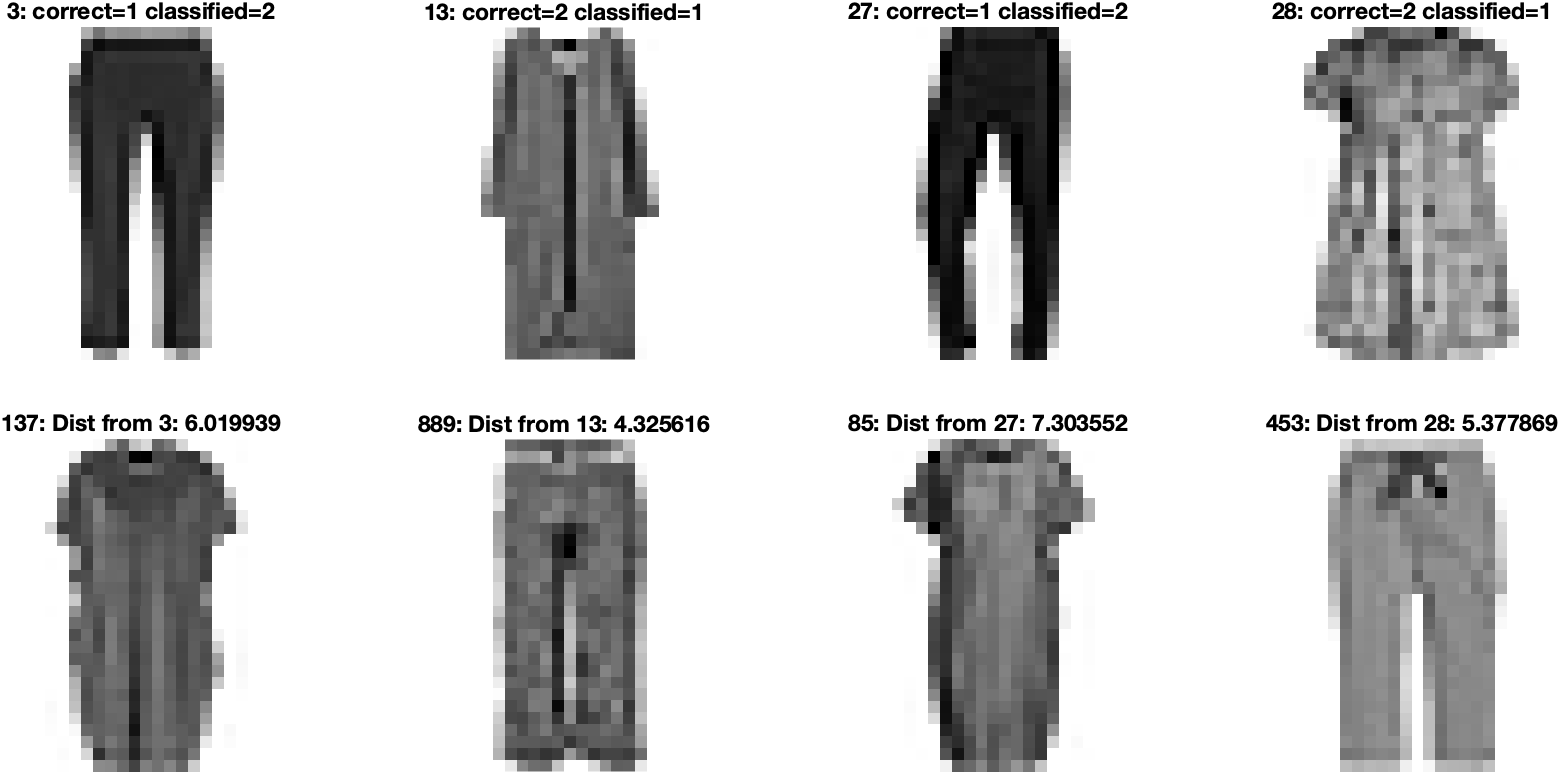 3: correct=1 classified=2
13: correct=2 classified=1
27: correct=1 classified=2
28: correct=2 classified=1
137: Dist from 3: 6.019939
889: Dist from 13: 4.325616
85: Dist from 27: 7.303552
453: Dist from 28: 5.377869